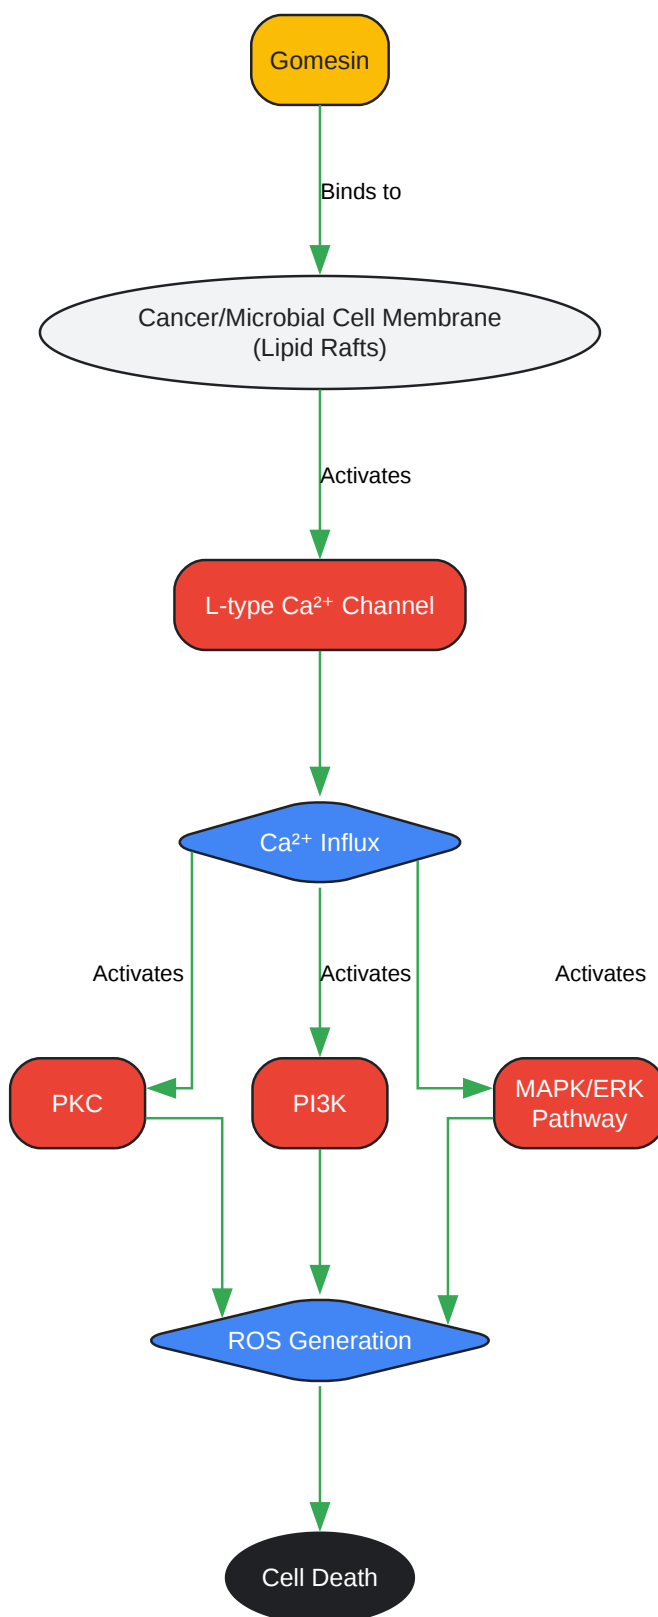 Gomesin
Binds to
Cancer/Microbial Cell Membrane
(Lipid Rafts)
Activates
L-type Ca²⁺ Channel
Ca²⁺ Influx
Activates
Activates
Activates
PKC
PI3K
MAPK/ERK
Pathway
ROS Generation
Cell Death